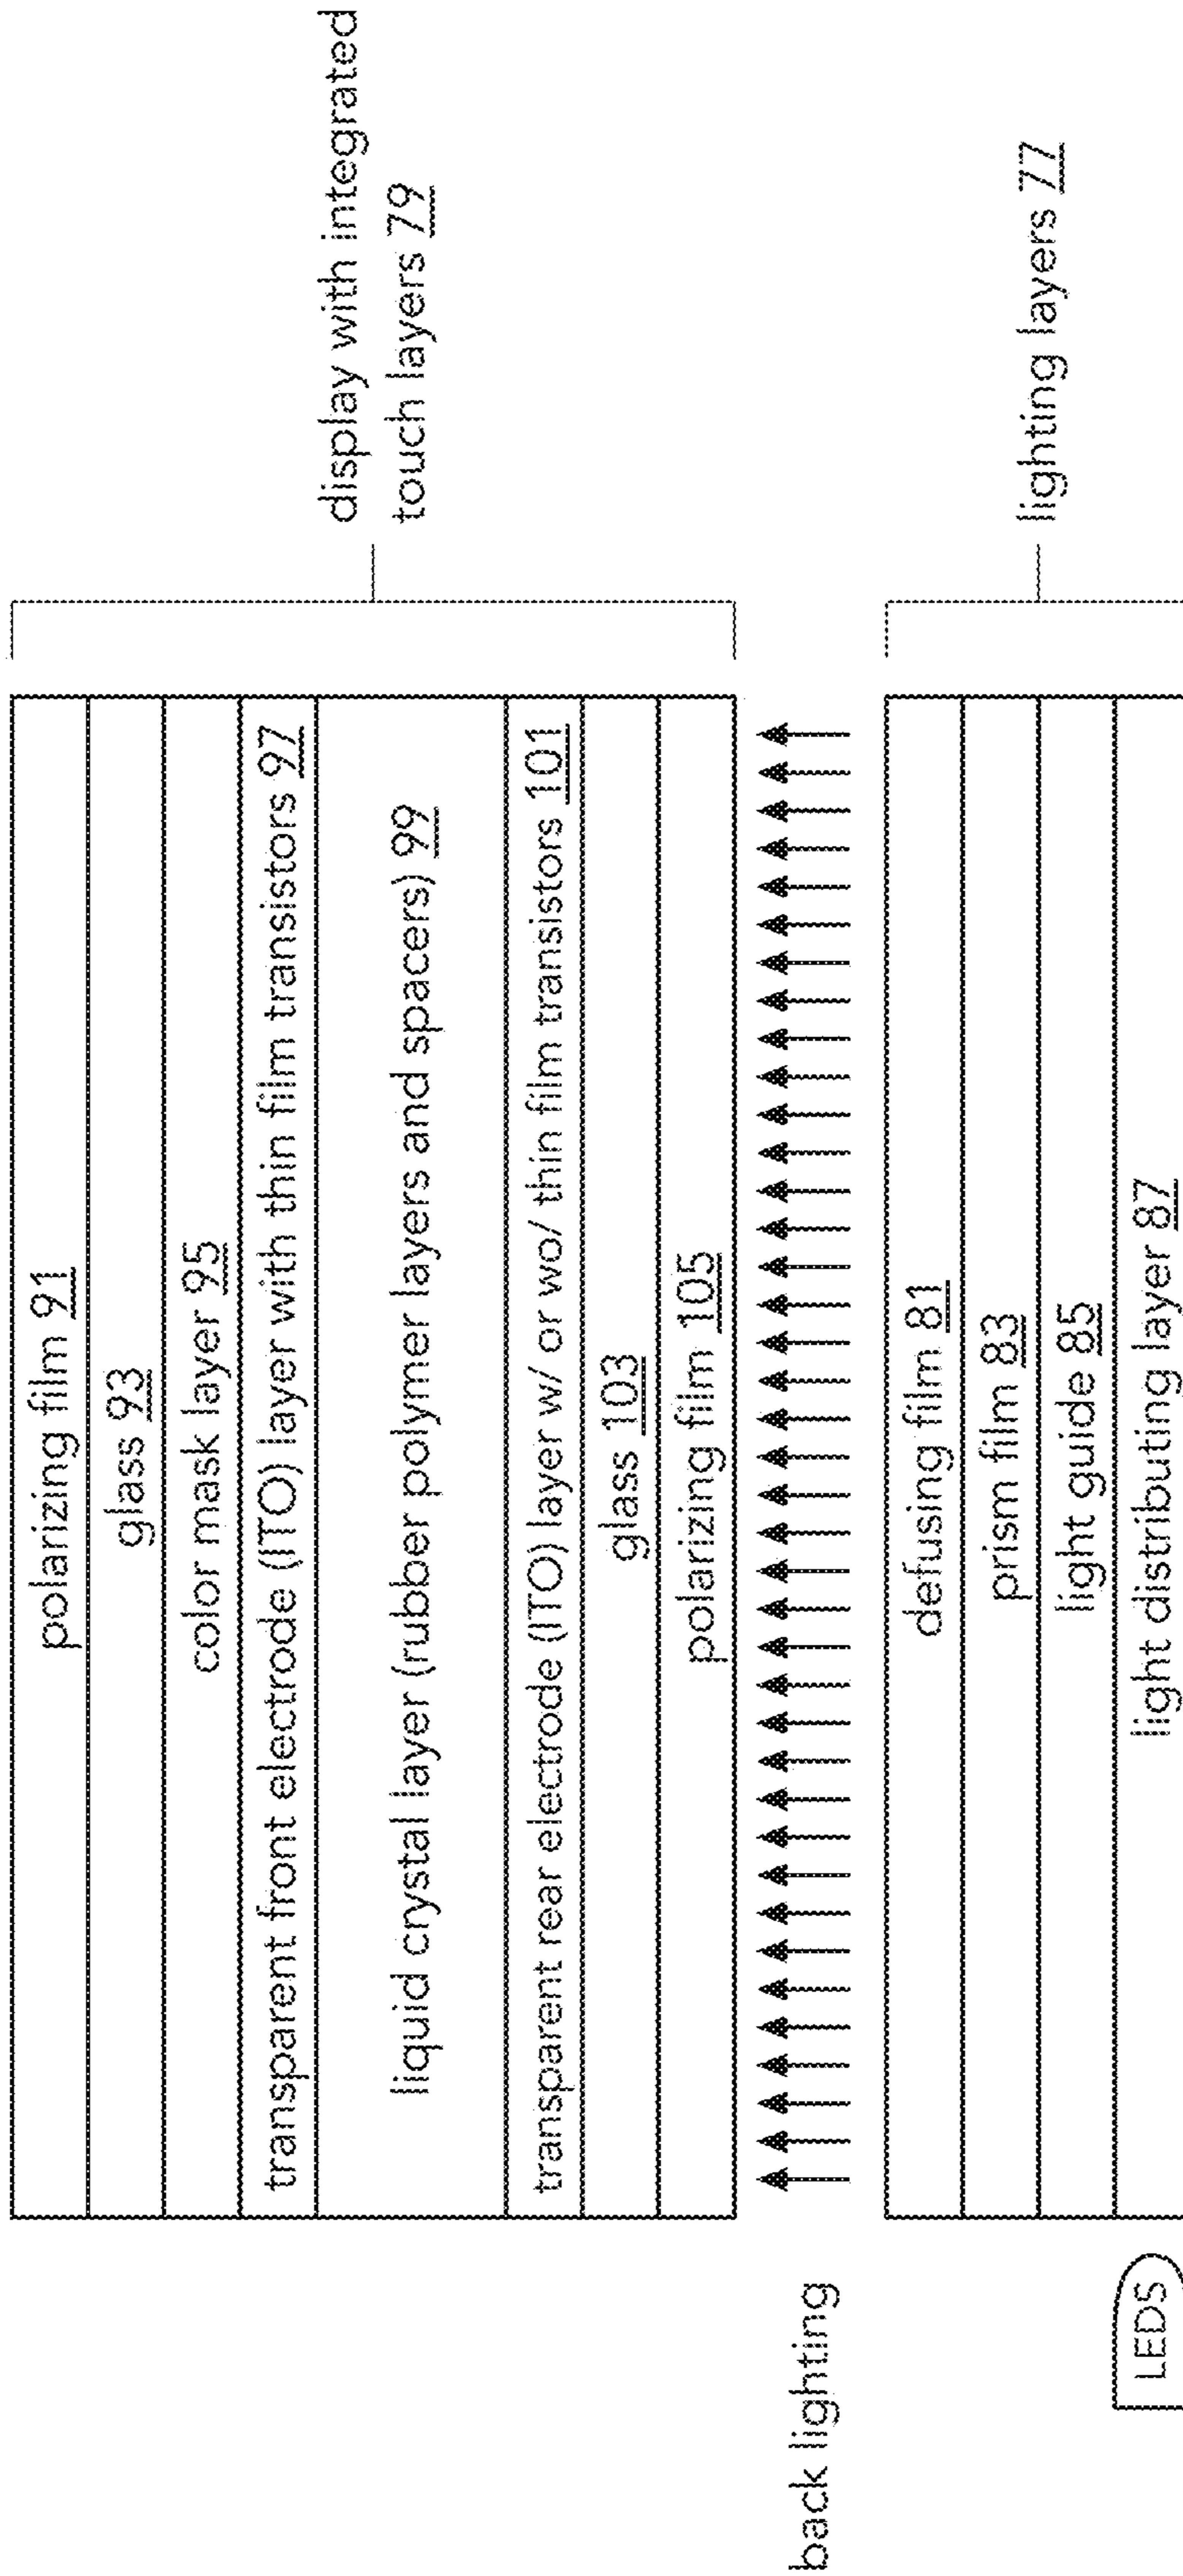 polarizing film 91
glass 93
color mask layer 95
transparent front electrode (ITO) layer with thin film transistors 97
liquid crystal layer (rubber polymer layers and spacers) 99
transparent rear electrode (ITO) layer w/ or wo/ thin film transistors 101
glass 103
polarizing film 105
display with integrated
touch layers 79
back lighting
defusing film 81
prism film 83
light guide 85
light distributing layer 87
lighting layers 77
LEDS